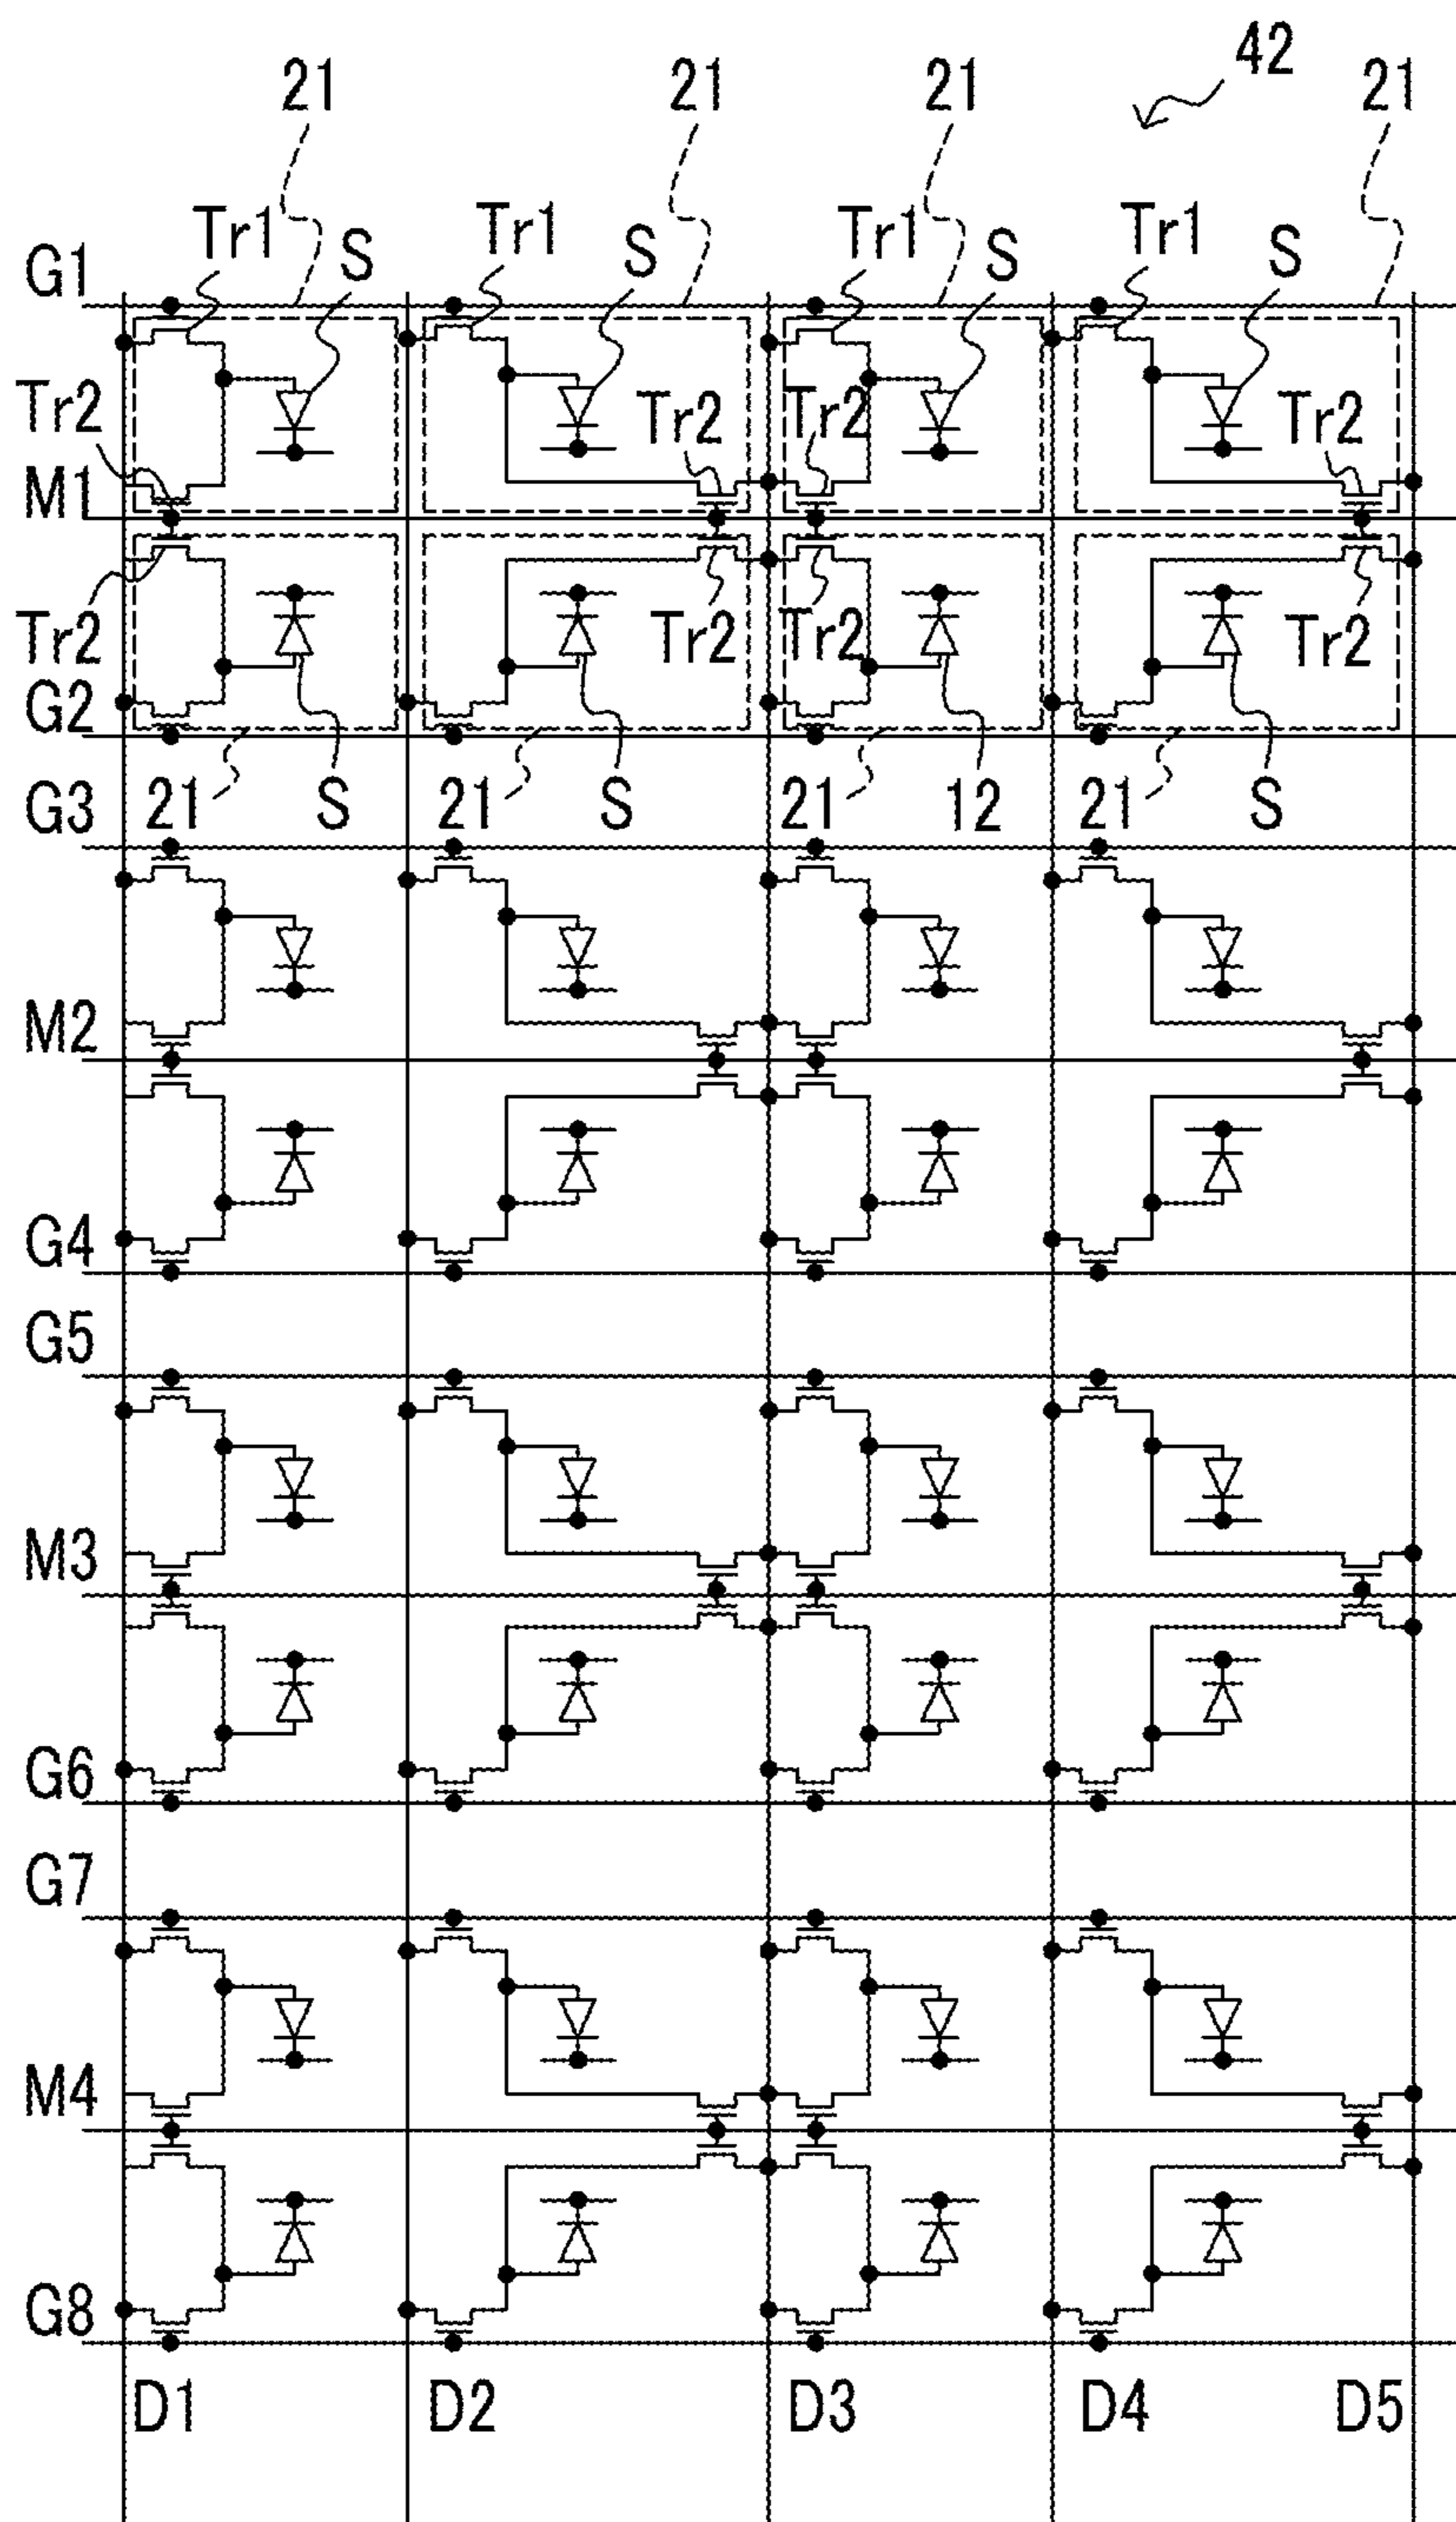 42
21 21 21 21
Tr1 S Tr1 S Tr1 S Tr1 S
G1
Tr2 Tr2 Tr2 Tr2
M1
Tr2 Tr2 Tr2 Tr2
G2
21 S 21 S 21 12 21 S
G3
M2
G4
G5
M3
G6
G7
M4
G8
D1 D2 D3 D4 D5